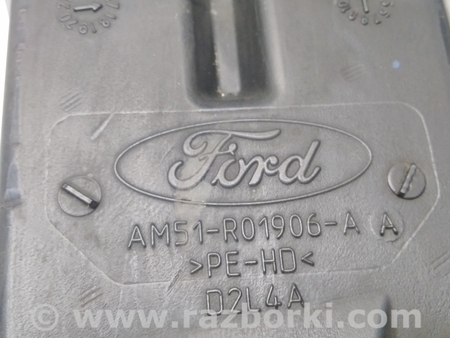 Ford
AM51-R01906-A A
>PE-HD<
D2L4A
www.razborki.com